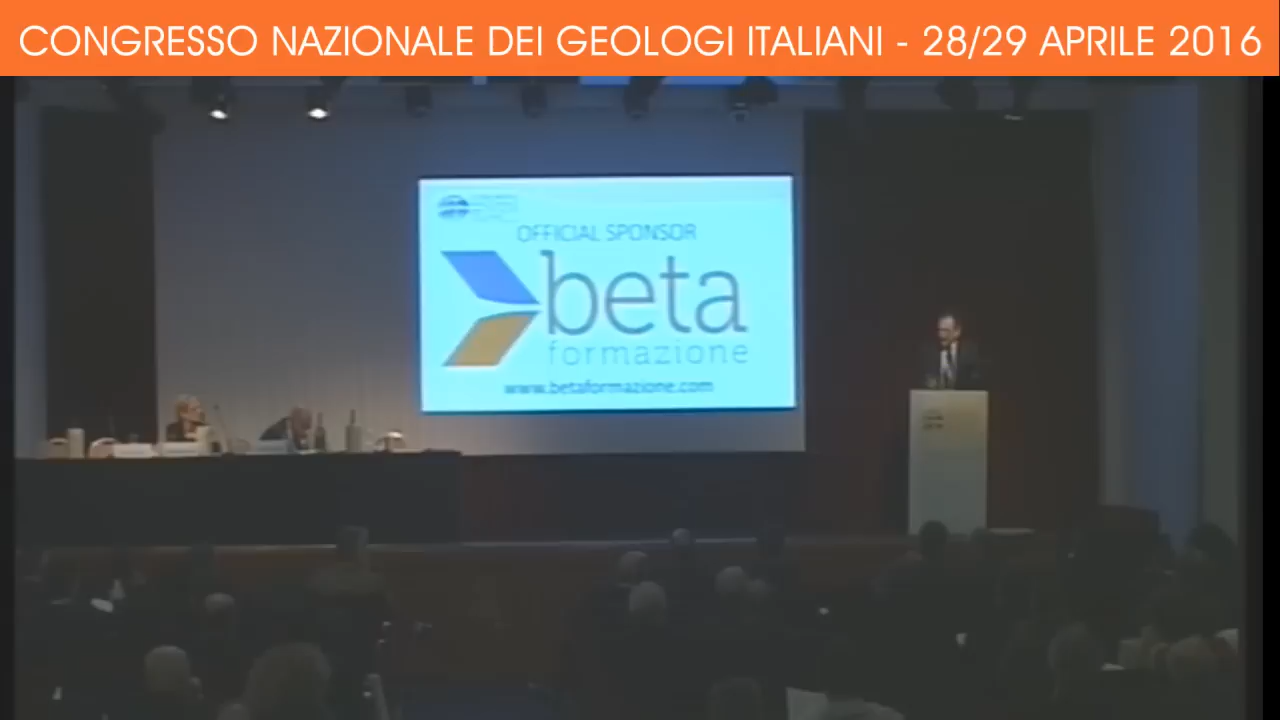 CONGRESSO NAZIONALE DEI GEOLOGI ITALIANI - 28/29 APRILE 2016
OFFICIAL SPONSOR
beta
formazione
www.betaformazione.com